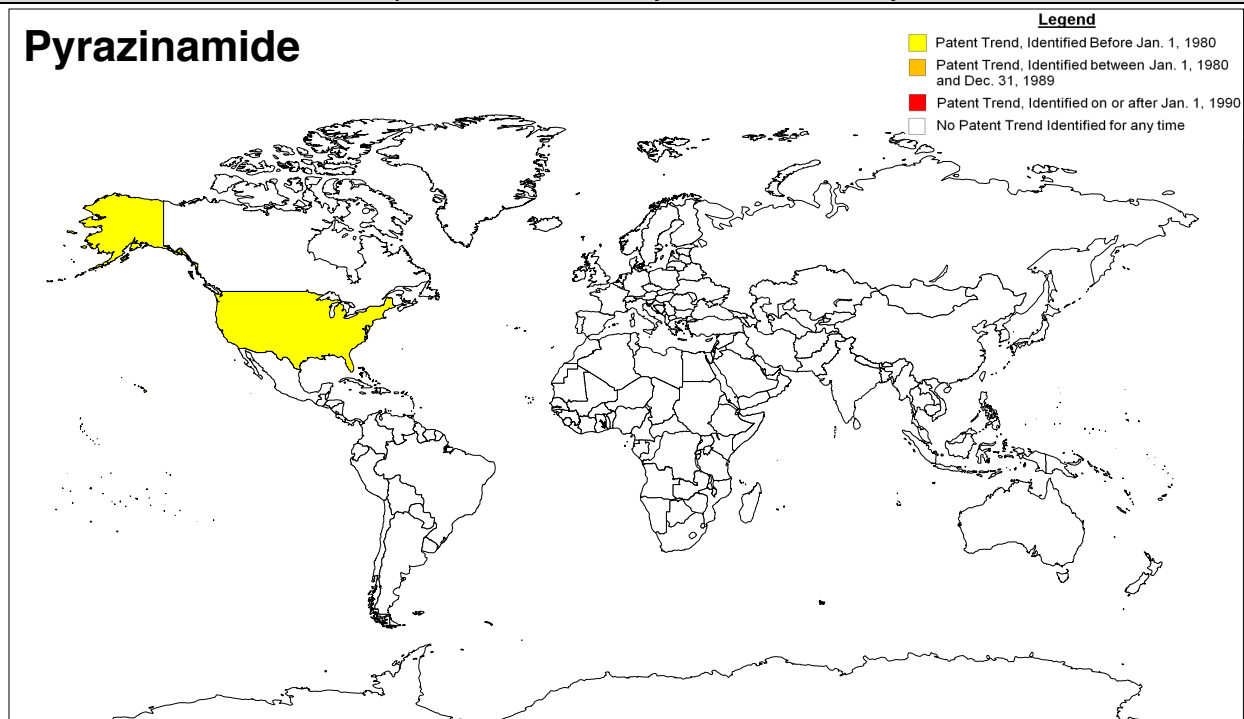 Pyrazinamide
Legend
Patent Trend, Identified Before Jan. 1, 1980
Patent Trend, Identified between Jan. 1, 1980
and Dec. 31, 1989
Patent Trend, Identified on or after Jan. 1, 1990
No Patent Trend Identified for any time